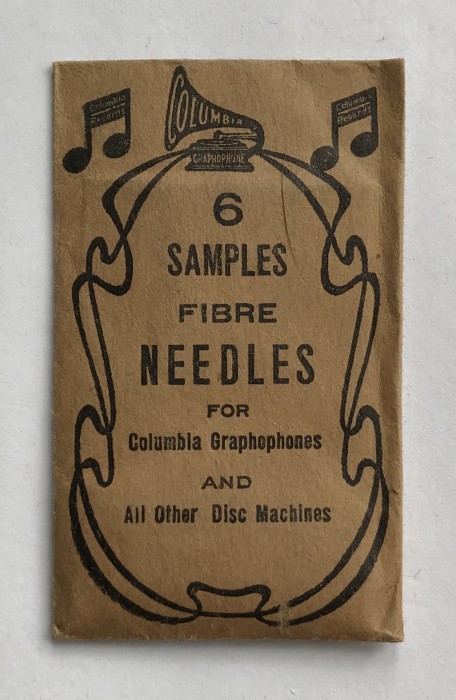 Columbia
Records
COLUMBIA
GRAPHOPHONE
Columbia
Records
6
SAMPLES
FIBRE
NEEDLES
FOR
Columbia Graphophones
AND
All Other Disc Machines